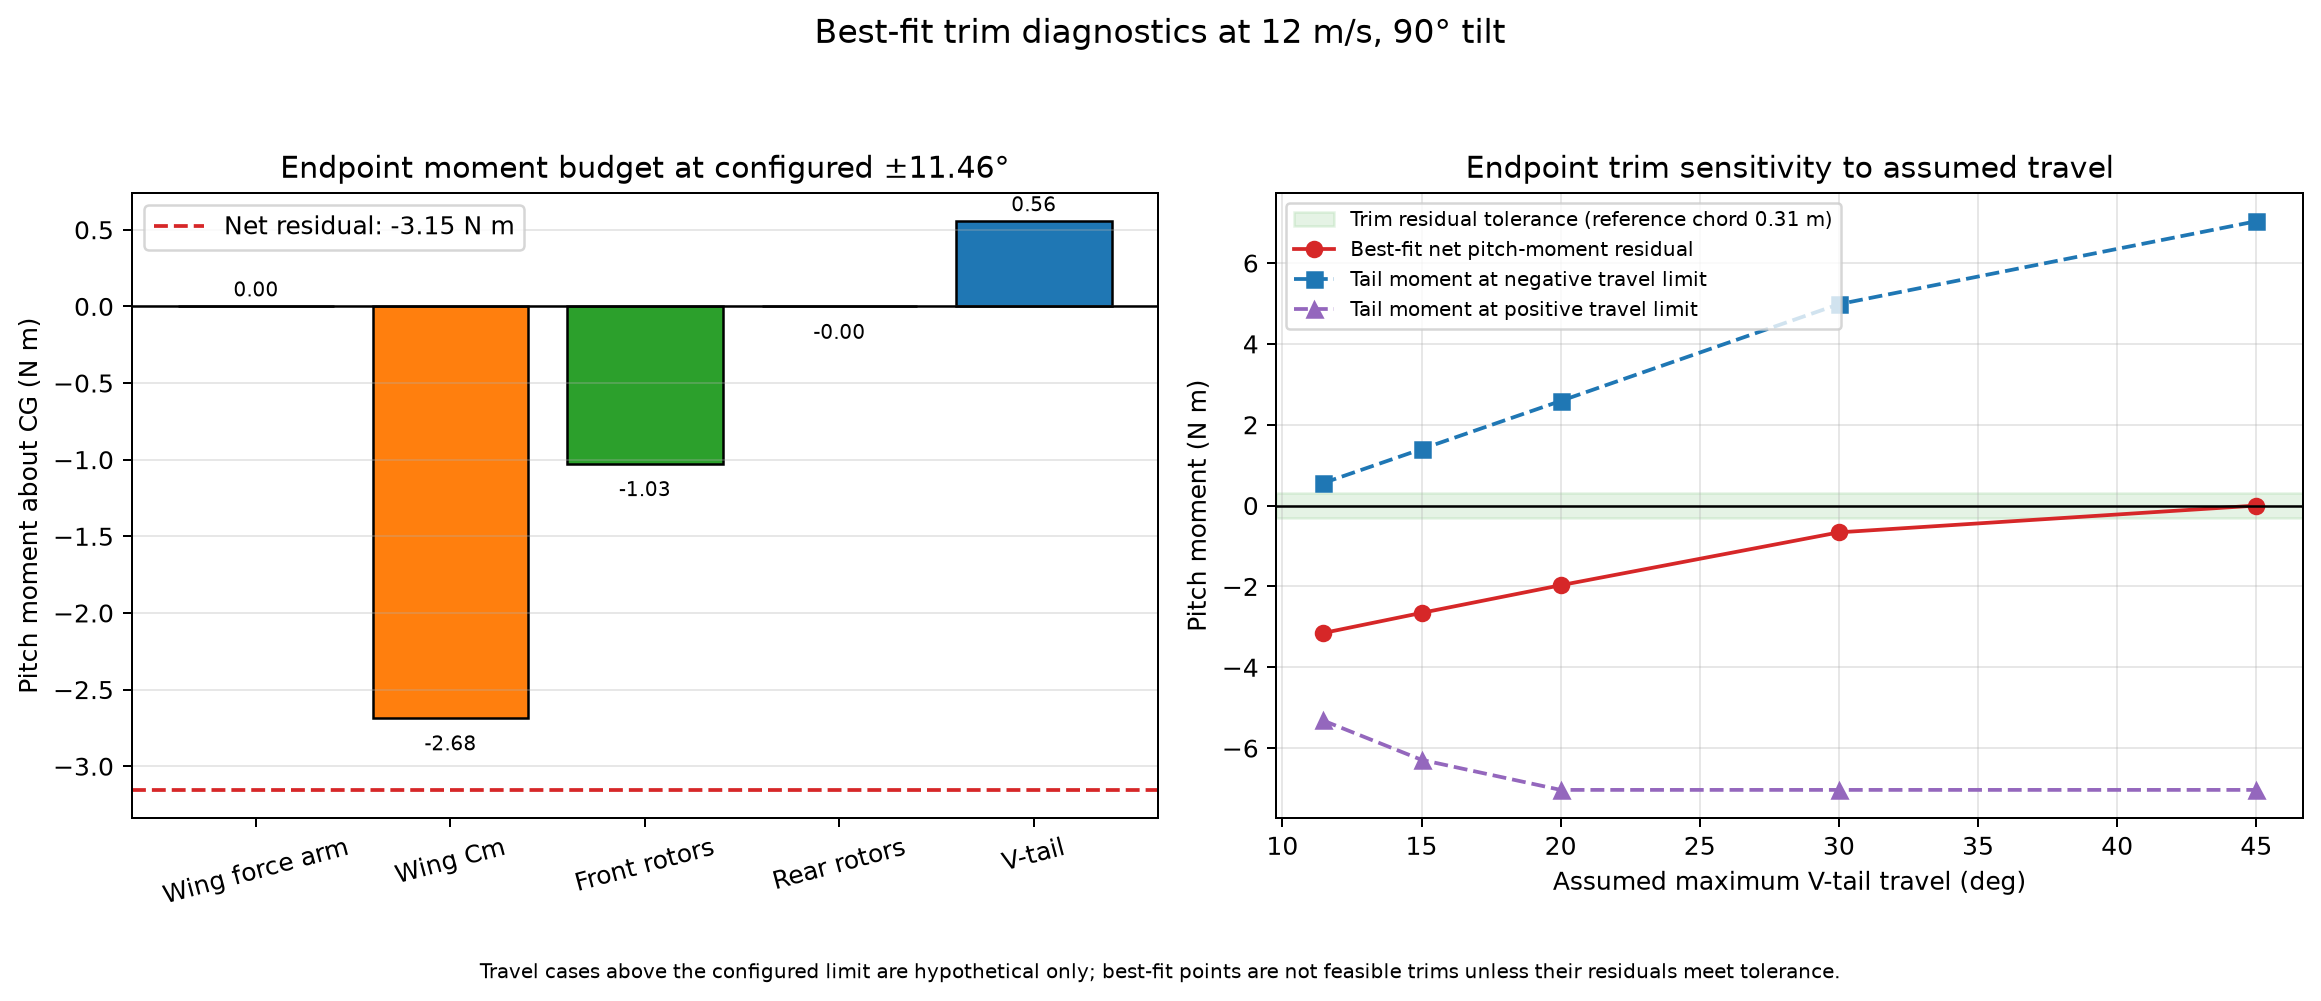 Best-fit trim diagnostics at 12 m/s, 90° tilt
Endpoint moment budget at configured ±11.46°
Net residual: -3.15 N m
Pitch moment about CG (N m)
0.5
0.0
−0.5
−1.0
−1.5
−2.0
−2.5
−3.0
0.00
-2.68
-1.03
-0.00
0.56
Wing force arm
Wing Cm
Front rotors
Rear rotors
V-tail
Endpoint trim sensitivity to assumed travel
Trim residual tolerance (reference chord 0.31 m)
Best-fit net pitch-moment residual
Tail moment at negative travel limit
Tail moment at positive travel limit
Pitch moment (N m)
6
4
2
0
−2
−4
−6
10
15
20
25
30
35
40
45
Assumed maximum V-tail travel (deg)
Travel cases above the configured limit are hypothetical only; best-fit points are not feasible trims unless their residuals meet tolerance.